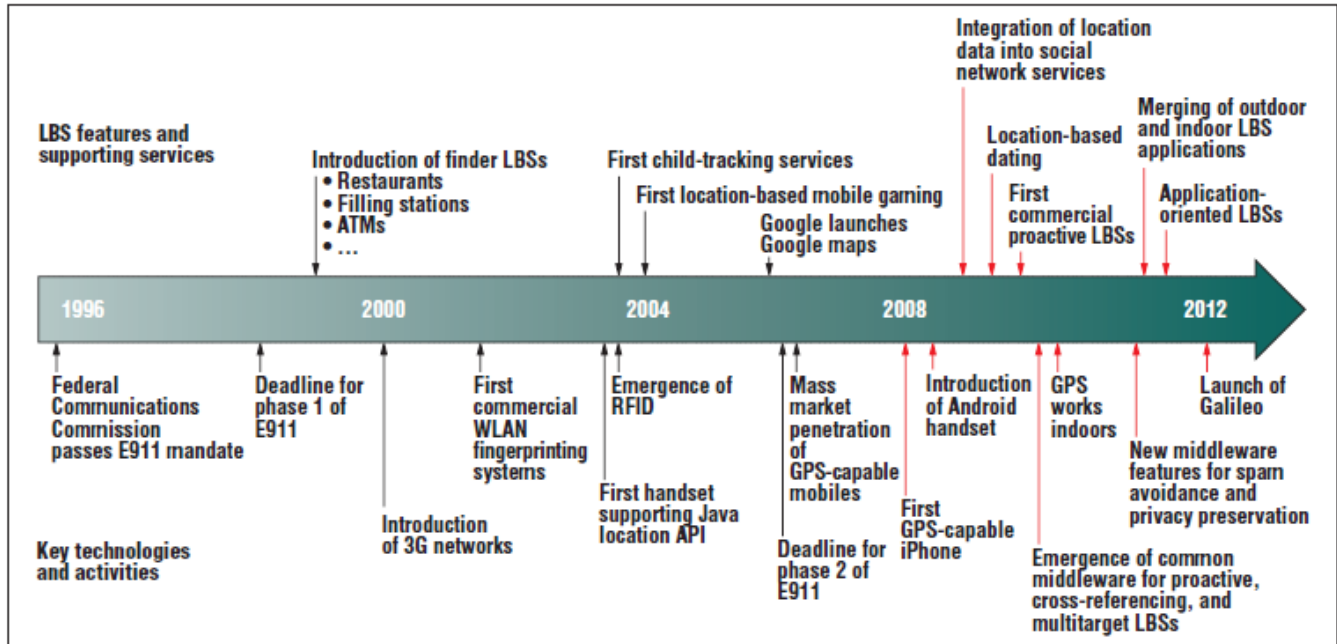 LBS features and
supporting services
Introduction of finder LBSs
• Restaurants
• Filling stations
• ATMs
• ...
First child-tracking services
First location-based mobile gaming
Google launches
Google maps
Integration of location
data into social
network services
Location-based
dating
First
commercial
proactive LBSs
Merging of outdoor
and indoor LBS
applications
Application-
oriented LBSs
1996
2000
2004
2008
2012
Federal
Communications
Commission
passes E911 mandate
Deadline for
phase 1 of
E911
Introduction
of 3G networks
First
commercial
WLAN
fingerprinting
systems
First handset
supporting Java
location API
Emergence of
RFID
Deadline for
phase 2 of
E911
Mass
market
penetration
of
GPS-capable
mobiles
First
GPS-capable
iPhone
Introduction
of Android
handset
Emergence of common
middleware for proactive,
cross-referencing, and
multitarget LBSs
GPS
works
indoors
New middleware
features for spam
avoidance and
privacy preservation
Launch of
Galileo
Key technologies
and activities